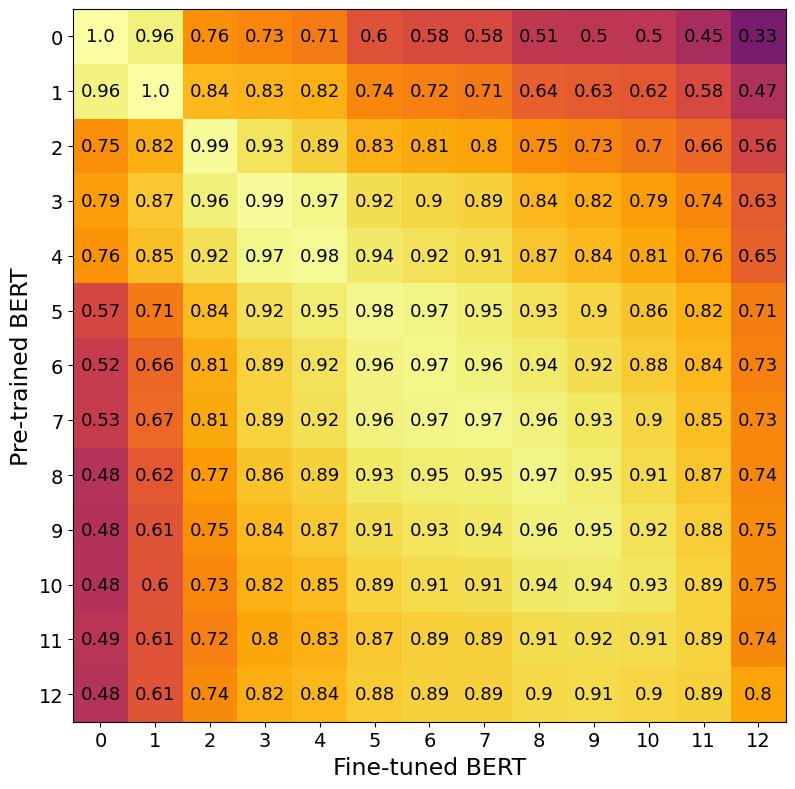 0 1.0 0.96 0.76 0.73 0.71 0.6 0.58 0.58 0.51 0.5 0.5 0.45 0.33
1 0.96 1.0 0.84 0.83 0.82 0.74 0.72 0.71 0.64 0.63 0.62 0.58 0.47
2 0.75 0.82 0.99 0.93 0.89 0.83 0.81 0.8 0.75 0.73 0.7 0.66 0.56
3 0.79 0.87 0.96 0.99 0.97 0.92 0.9 0.89 0.84 0.82 0.79 0.74 0.63
4 0.76 0.85 0.92 0.97 0.98 0.94 0.92 0.91 0.87 0.84 0.81 0.76 0.65
5 0.57 0.71 0.84 0.92 0.95 0.98 0.97 0.95 0.93 0.9 0.86 0.82 0.71
6 0.52 0.66 0.81 0.89 0.92 0.96 0.97 0.96 0.94 0.92 0.88 0.84 0.73
7 0.53 0.67 0.81 0.89 0.92 0.96 0.97 0.97 0.96 0.93 0.9 0.85 0.73
8 0.48 0.62 0.77 0.86 0.89 0.93 0.95 0.95 0.97 0.95 0.91 0.87 0.74
9 0.48 0.61 0.75 0.84 0.87 0.91 0.93 0.94 0.96 0.95 0.92 0.88 0.75
10 0.48 0.6 0.73 0.82 0.85 0.89 0.91 0.91 0.94 0.94 0.93 0.89 0.75
11 0.49 0.61 0.72 0.8 0.83 0.87 0.89 0.89 0.91 0.92 0.91 0.89 0.74
12 0.48 0.61 0.74 0.82 0.84 0.88 0.89 0.89 0.9 0.91 0.9 0.89 0.8
0 1 2 3 4 5 6 7 8 9 10 11 12
Fine-tuned BERT
Pre-trained BERT